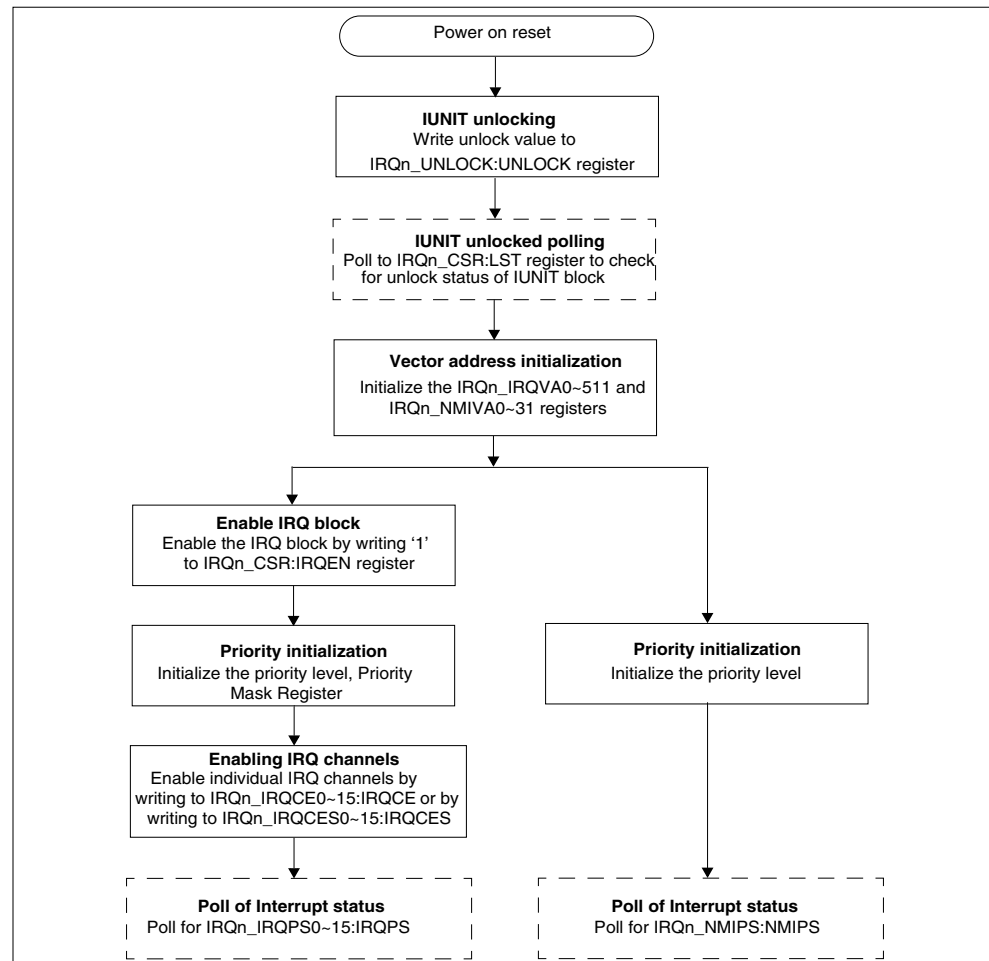 Power on reset
IUNIT unlocking
Write unlock value to
IRQn_UNLOCK:UNLOCK register
IUNIT unlocked polling
Poll to IRQn_CSR:LST register to check
for unlock status of IUNIT block
Vector address initialization
Initialize the IRQn_IRQVA0~511 and
IRQn_NMIVA0~31 registers
Enable IRQ block
Enable the IRQ block by writing ‘1’
to IRQn_CSR:IRQEN register
Priority initialization
Initialize the priority level, Priority
Mask Register
Enabling IRQ channels
Enable individual IRQ channels by
writing to IRQn_IRQCE0~15:IRQCE or by
writing to IRQn_IRQCES0~15:IRQCES
Poll of Interrupt status
Poll for IRQn_IRQPS0~15:IRQPS
Priority initialization
Initialize the priority level
Poll of Interrupt status
Poll for IRQn_NMIPS:NMIPS